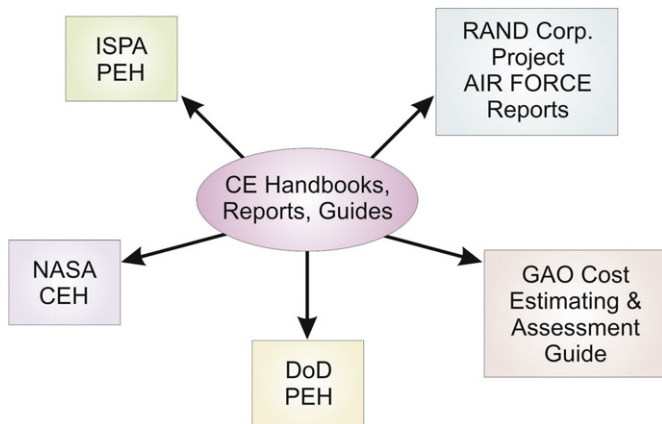 ISPA
PEH
RAND Corp.
Project
AIR FORCE
Reports
CE Handbooks,
Reports, Guides
NASA
CEH
GAO Cost
Estimating &
Assessment
Guide
DoD
PEH